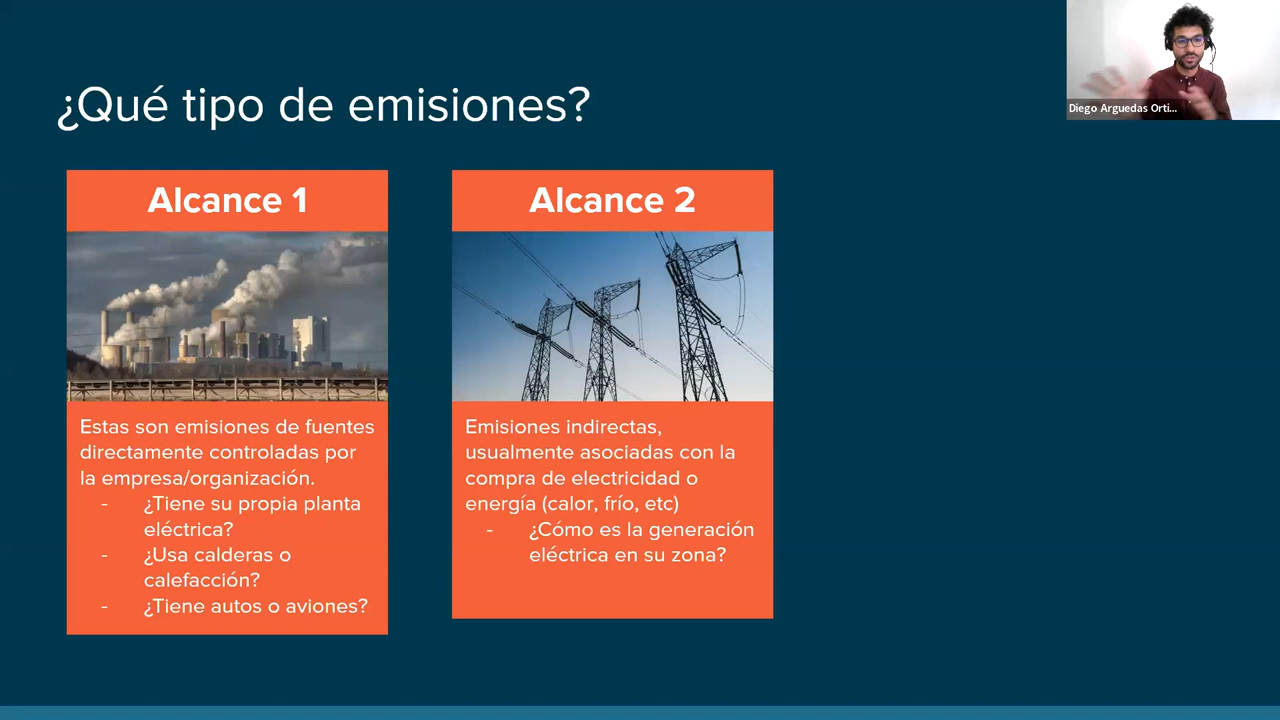 ¿Qué tipo de emisiones?
Diego Arguedas Orti...
Alcance 1
Estas son emisiones de fuentes
directamente controladas por
la empresa/organización.
- ¿Tiene su propia planta
eléctrica?
- ¿Usa calderas o
calefacción?
- ¿Tiene autos o aviones?
Alcance 2
Emisiones indirectas,
usualmente asociadas con la
compra de electricidad o
energía (calor, frío, etc)
- ¿Cómo es la generación
eléctrica en su zona?